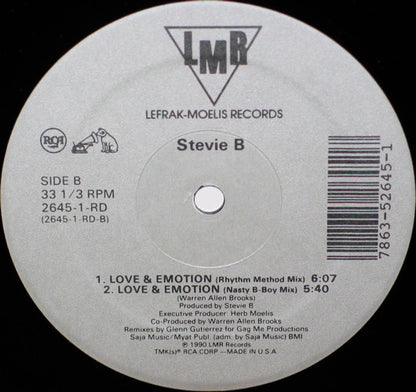 LMR
LEFRAK-MOELIS RECORDS
RCA
Stevie B
SIDE B
33 1/3 RPM
2645-1-RD
(2645-1-RD-B)
7863-52645-1
1. LOVE & EMOTION (Rhythm Method Mix) 6:07
2. LOVE & EMOTION (Nasty B-Boy Mix) 5:40
(Warren Allen Brooks)
Produced by Stevie B
Executive Producer: Herb Moelis
Co-Produced by Warren Allen Brooks
Remixes by Glenn Gutierrez for Gag Me Productions
Saja Music/Myat Publ. (adm. by Saja Music) BMI
℗ 1990 LMR Records
TMK(s)® RCA CORP —MADE IN U.S.A.